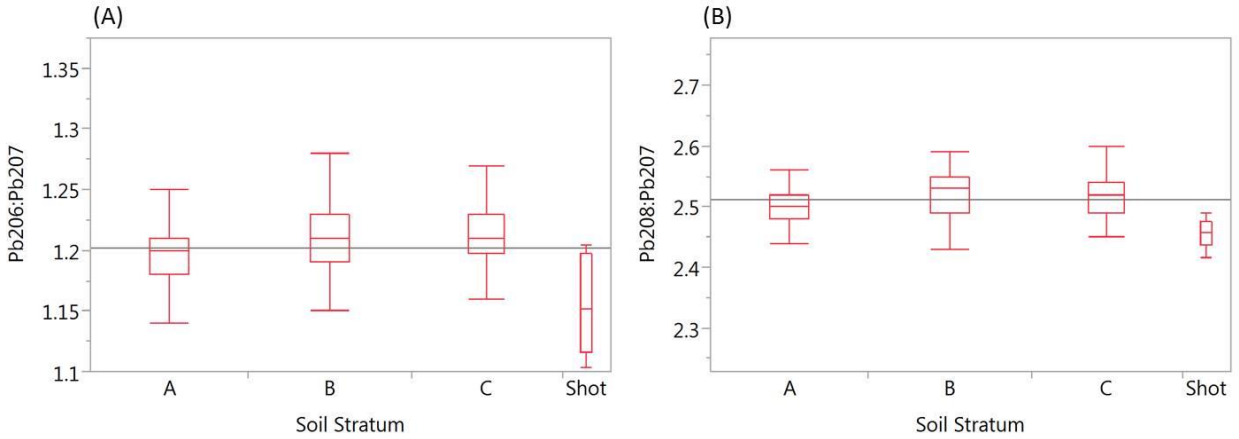 (A)
Pb206:Pb207
1.35
1.3
1.25
1.2
1.15
1.1
A B C Shot
Soil Stratum
(B)
Pb208:Pb207
2.7
2.6
2.5
2.4
2.3
A B C Shot
Soil Stratum